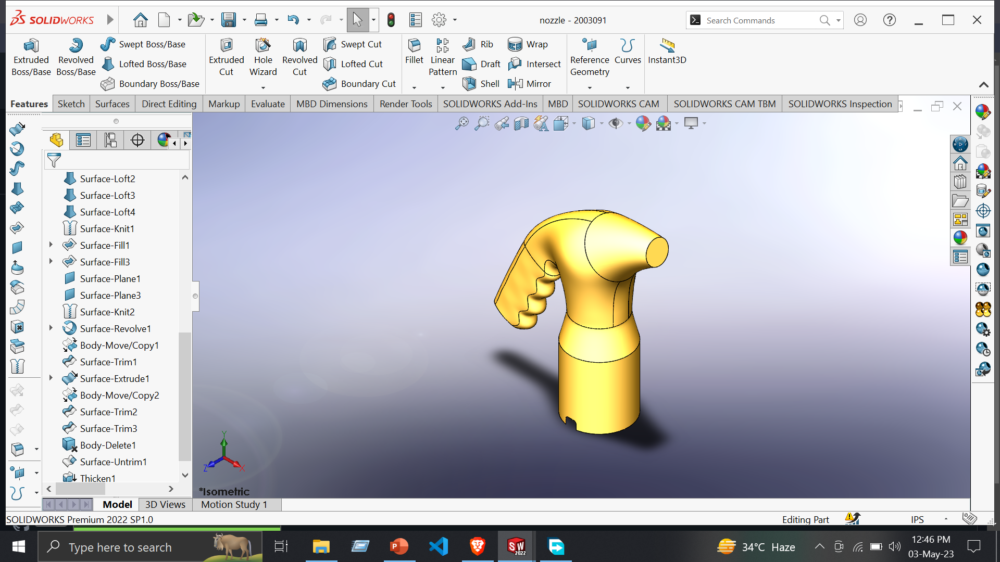 SOLIDWORKS
nozzle - 2003091
Search Commands
Extruded Boss/Base
Revolved Boss/Base
Swept Boss/Base
Lofted Boss/Base
Boundary Boss/Base
Extruded Cut
Hole Wizard
Revolved Cut
Swept Cut
Lofted Cut
Boundary Cut
Fillet
Linear Pattern
Rib
Draft
Shell
Wrap
Intersect
Mirror
Reference Geometry
Curves
Instant3D
Features
Sketch
Surfaces
Direct Editing
Markup
Evaluate
MBD Dimensions
Render Tools
SOLIDWORKS Add-Ins
MBD
SOLIDWORKS CAM
SOLIDWORKS CAM TBM
SOLIDWORKS Inspection
Surface-Loft2
Surface-Loft3
Surface-Loft4
Surface-Knit1
Surface-Fill1
Surface-Fill3
Surface-Plane1
Surface-Plane3
Surface-Knit2
Surface-Revolve1
Body-Move/Copy1
Surface-Trim1
Surface-Extrude1
Body-Move/Copy2
Surface-Trim2
Surface-Trim3
Body-Delete1
Surface-Untrim1
Thicken1
Y
Z
X
*Isometric
Model
3D Views
Motion Study 1
SOLIDWORKS Premium 2022 SP1.0
Editing Part
IPS
Type here to search
P
SW
2022
34°C Haze
12:46 PM
03-May-23